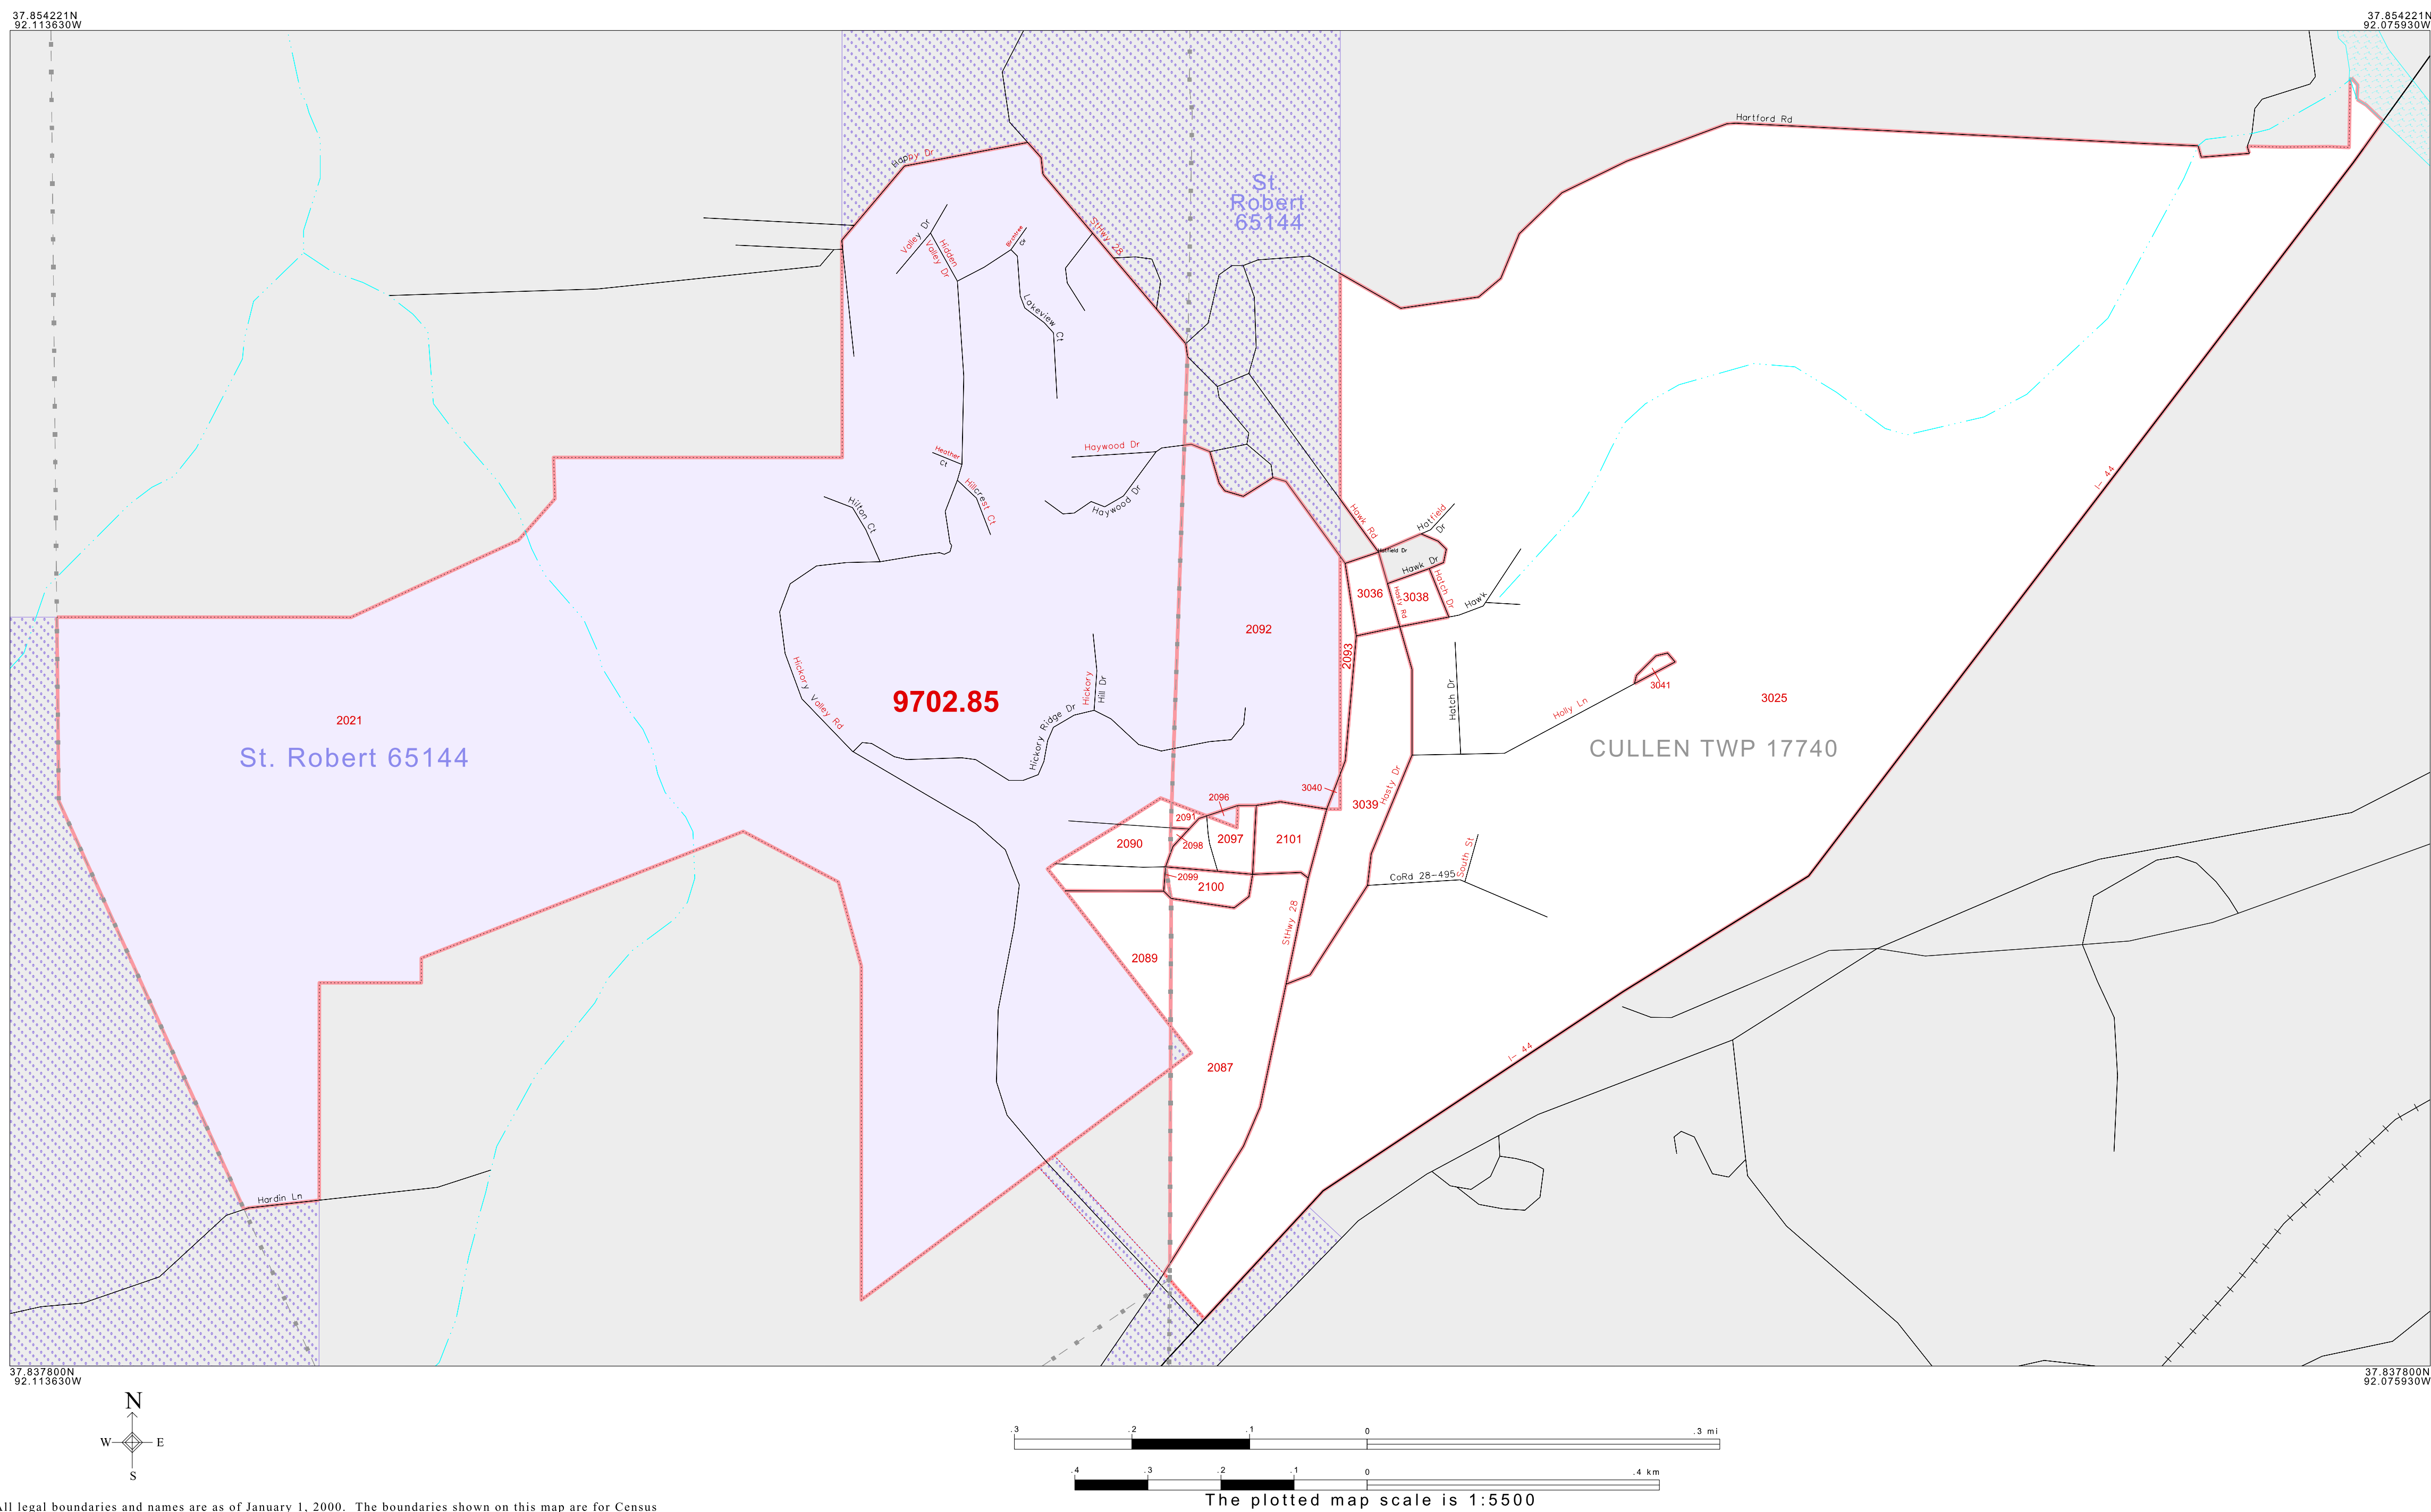 37.854221N
92.113630W
37.854221N
92.075930W
Hartford Rd
Happy Dr
St.
Robert
65144
StHwy 28
Valley Dr
Hidden
Valley Dr
Birchtree
Cir
Lakeview Ct
I- 44
Haywood Dr
Heather
Ct
Hillcrest Ct
Hilton Ct
Haywood Dr
Hawk Rd
Hatfield
Dr
Hatfield Dr
Hawk Dr
3036
3038
Hasty Rd
Hatch Dr
Hawk
2092
2093
Hickory Valley Rd
9702.85
Hickory
Hill Dr
Hickory Ridge Dr
Hatch Dr
3041
Holly Ln
3025
2021
St. Robert 65144
CULLEN TWP 17740
3040
3039
Hasty Dr
2096
2091
2090
2098
2097
2101
2099
2100
South St
CoRd 28-495
StHwy 28
2089
2087
I- 44
Hardin Ln
37.837800N
92.113630W
37.837800N
92.075930W
N
W
E
S
.3 .2 .1 0 .3 mi
.4 .3 .2 .1 0 .4 km
The plotted map scale is 1:5500
All legal boundaries and names are as of January 1, 2000. The boundaries shown on this map are for Census